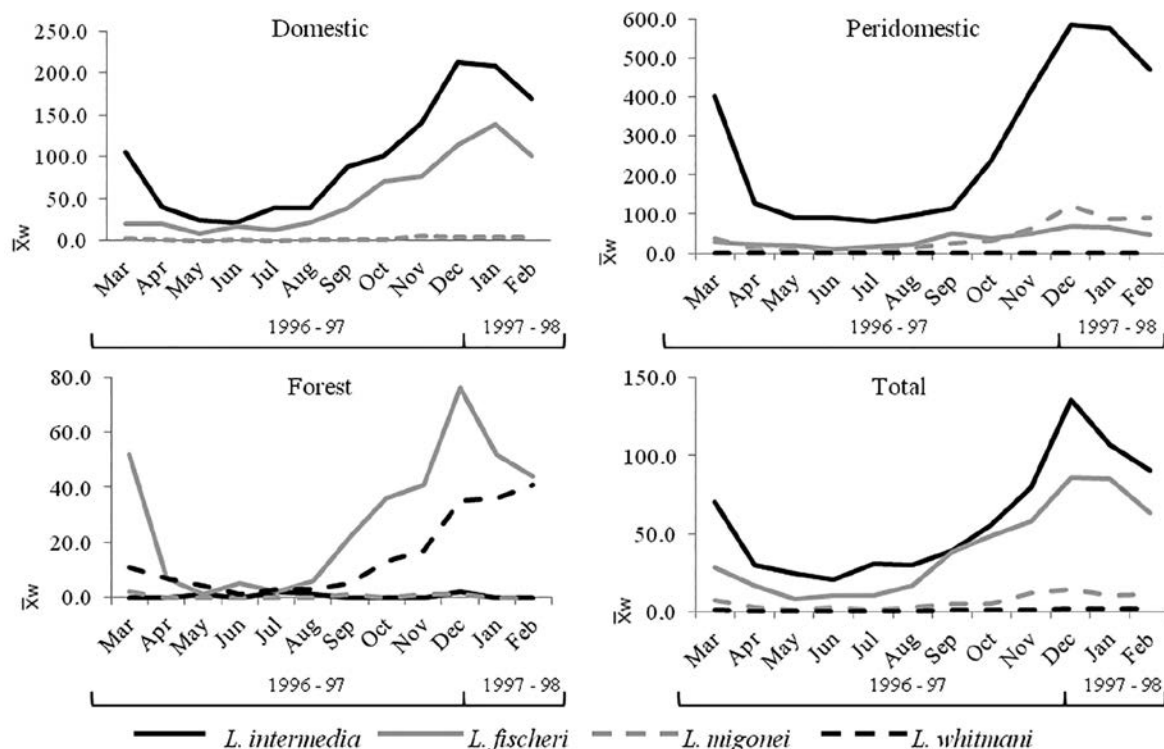 Domestic
250.0
200.0
150.0
100.0
50.0
0.0
X̅w
Mar Apr May Jun Jul Aug Sep Oct Nov Dec Jan Feb
1996 - 97 1997 - 98
Peridomestic
600.0
500.0
400.0
300.0
200.0
100.0
0.0
X̅w
Mar Apr May Jun Jul Aug Sep Oct Nov Dec Jan Feb
1996 - 97 1997 - 98
Forest
80.0
60.0
40.0
20.0
0.0
X̅w
Mar Apr May Jun Jul Aug Sep Oct Nov Dec Jan Feb
1996 - 97 1997 - 98
Total
150.0
100.0
50.0
0.0
X̅w
Mar Apr May Jun Jul Aug Sep Oct Nov Dec Jan Feb
1996 - 97 1997 - 98
L. intermedia L. fischeri L. migonei L. whitmani